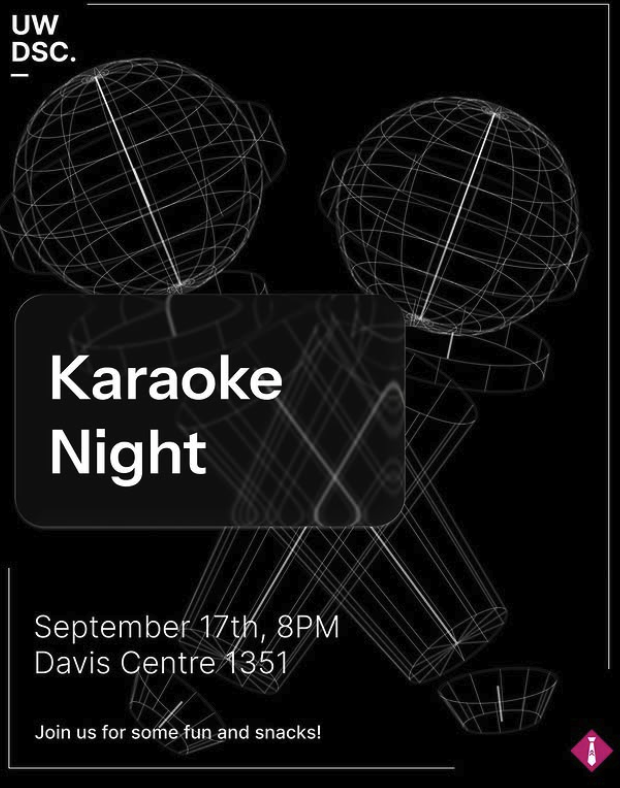 UW
DSC.
Karaoke
Night
September 17th, 8PM
Davis Centre 1351
Join us for some fun and snacks!